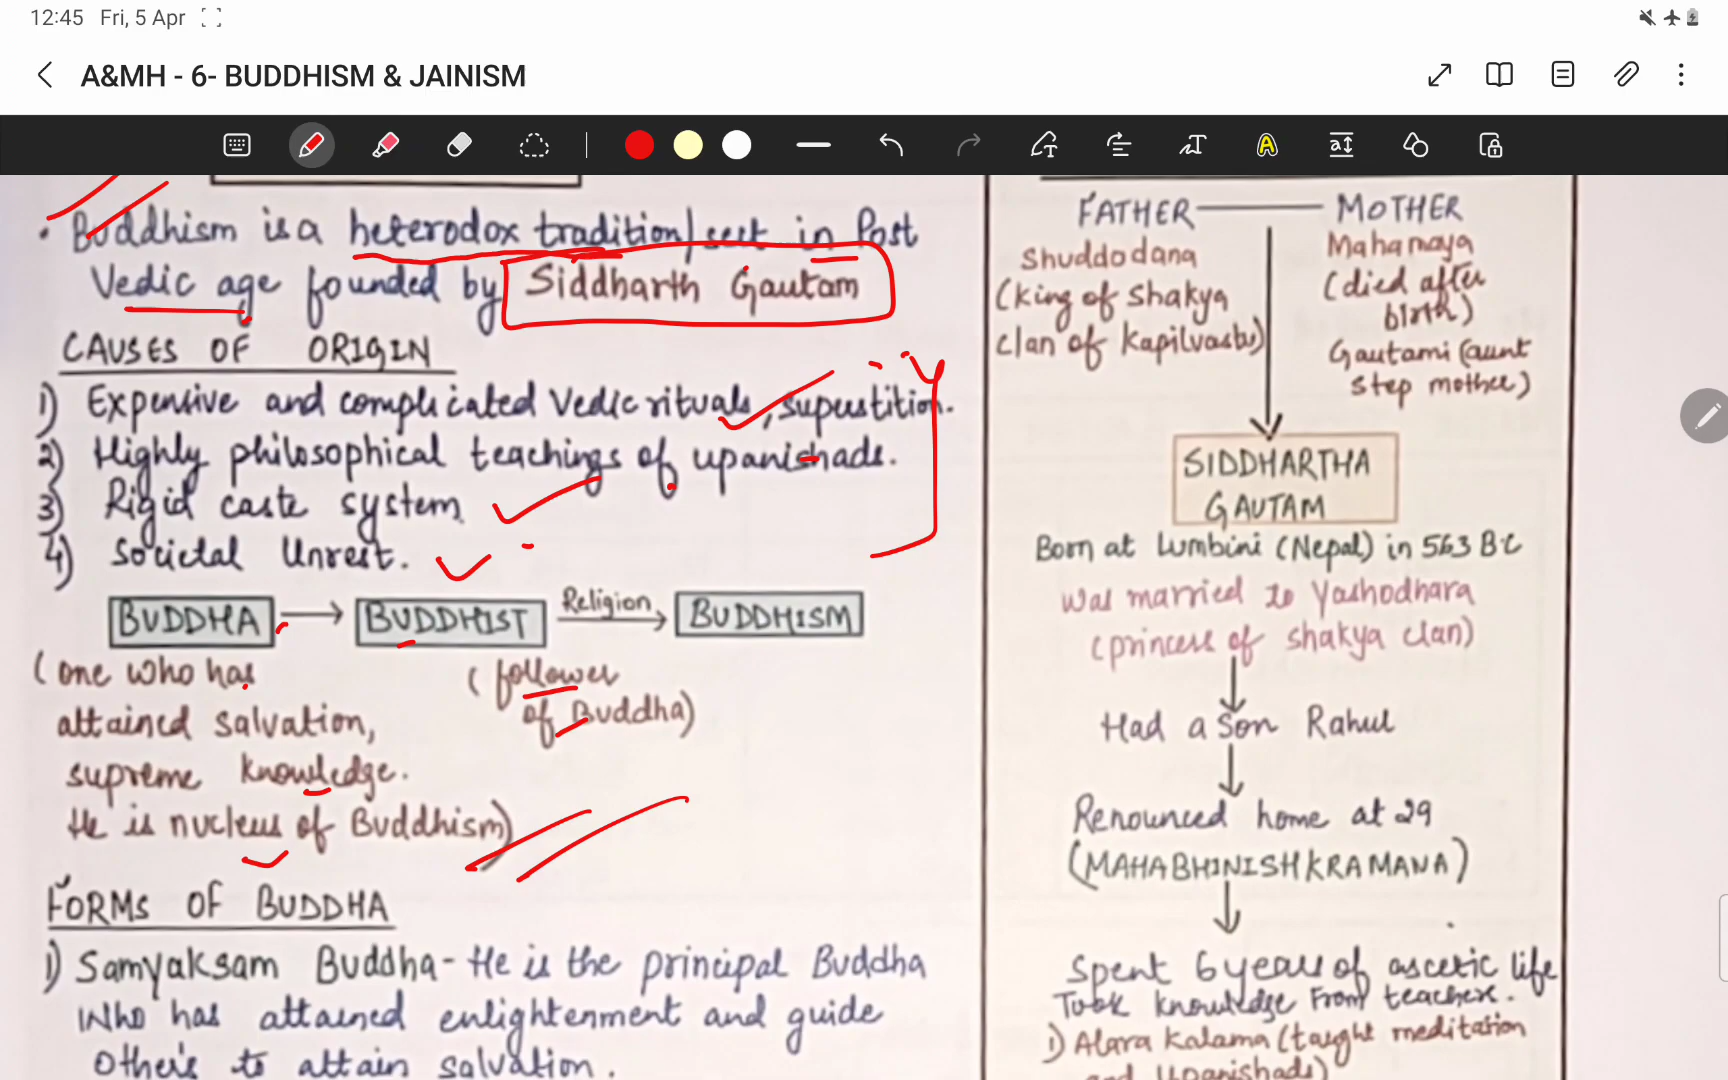 12:45 Fri, 5 Apr
A&MH - 6- BUDDHISM & JAINISM
• Buddhism is a heterodox tradition/sect in Post
Vedic age founded by Siddharth Gautam
CAUSES OF ORIGIN
1) Expensive and complicated Vedic rituals, supustition.
2) Highly philosophical teachings of upanishads.
3) Rigid caste system
4) Societal Unrest.
BUDDHA → BUDDHIST Religion → BUDDHISM
(one who has
attained salvation,
supreme knowledge.
He is nucleus of Buddhism)
(follower
of Buddha)
FORMS OF BUDDHA
1) Samyaksam Buddha - He is the principal Buddha
who has attained enlightenment and guide
Others to attain salvation.
FATHER — MOTHER
Shuddodana
(King of Shakya
clan of Kapilvastu)
Mahamaya
(died after
birth)
Gautami (aunt
step mother)
SIDDHARTHA
GAUTAM
Born at Lumbini (Nepal) in 563 BC
was married to Yashodhara
(princess of shakya clan)
Had a Son Rahul
Renounced home at 29
(MAHABHINISHKRAMANA)
Spent 6 years of ascetic life
Took knowledge From teachers.
1) Alara Kalama (taught meditation
and Upanishads)